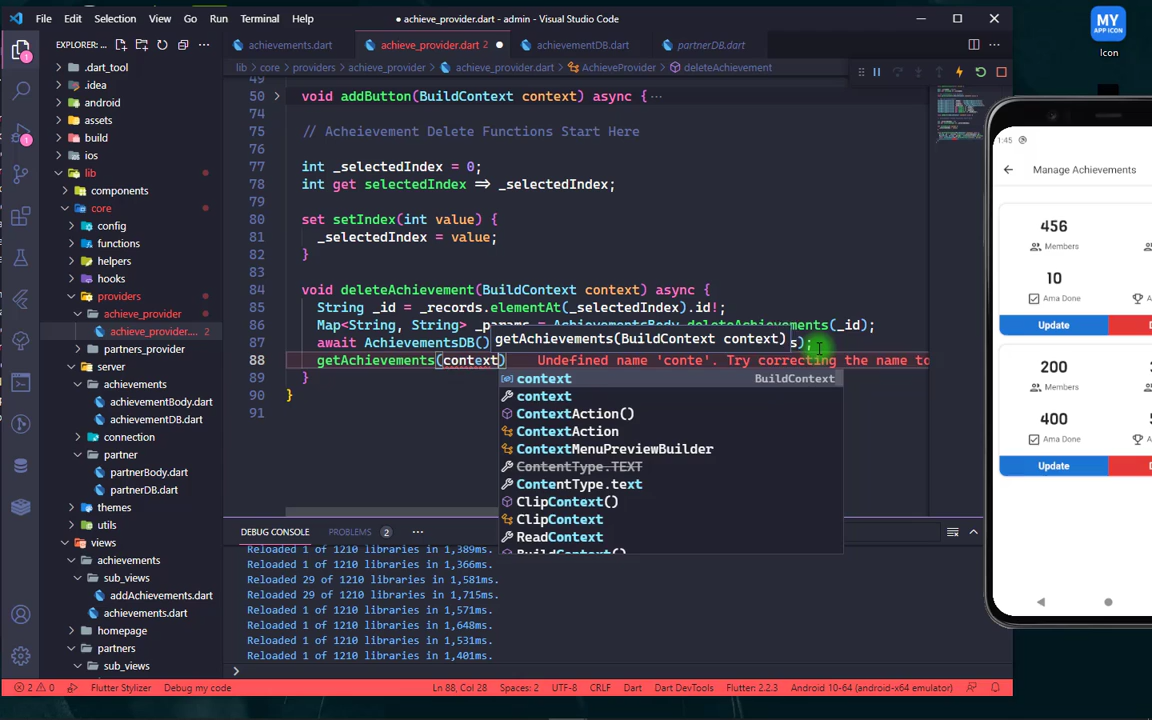 File Edit Selection View Go Run Terminal Help
● achieve_provider.dart - admin - Visual Studio Code
MY
APP ICON
Icon
EXPLORER: ...
achievements.dart
achieve_provider.dart 2
achievementDB.dart
partnerDB.dart
lib > core > providers > achieve_provider > achieve_provider.dart > AchieveProvider > deleteAchievement
.dart_tool
.idea
android
assets
build
ios
lib
components
core
config
functions
helpers
hooks
providers
achieve_provider
achieve_provider.... 2
partners_provider
server
achievements
achievementBody.dart
achievementDB.dart
connection
partner
partnerBody.dart
partnerDB.dart
themes
utils
views
achievements
sub_views
addAchievements.dart
achievements.dart
homepage
partners
sub_views
49
50 void addButton(BuildContext context) async {···
74
75 // Acheievement Delete Functions Start Here
76
77 int _selectedIndex = 0;
78 int get selectedIndex => _selectedIndex;
79
80 set setIndex(int value) {
81 _selectedIndex = value;
82 }
83
84 void deleteAchievement(BuildContext context) async {
85 String _id = _records.elementAt(_selectedIndex).id!;
86 Map<String, String> _params = AchievementsBody.deleteAchievements(_id);
87 await AchievementsDB() s);
getAchievements(BuildContext context)
88 getAchievements(context) Undefined name 'conte'. Try correcting the name to
89 }
90 }
91
context BuildContext
context
ContextAction()
ContextAction
ContextMenuPreviewBuilder
ContentType.TEXT
ContentType.text
ClipContext()
ClipContext
ReadContext
BuildContext()
DEBUG CONSOLE PROBLEMS 2 ···
Reloaded 1 of 1210 libraries in 1,389ms.
Reloaded 1 of 1210 libraries in 1,366ms.
Reloaded 29 of 1210 libraries in 1,581ms.
Reloaded 29 of 1210 libraries in 1,571ms.
Reloaded 1 of 1210 libraries in 1,715ms.
Reloaded 1 of 1210 libraries in 1,648ms.
Reloaded 1 of 1210 libraries in 1,531ms.
Reloaded 1 of 1210 libraries in 1,401ms.
1:45
Manage Achievements
456
Members
10
Ama Done
Update D
200
Members
400
Ama Done
Update D
2 0 Flutter Stylizer Debug my code Ln 88, Col 28 Spaces: 2 UTF-8 CRLF Dart Dart DevTools Flutter: 2.2.3 Android 10-64 (android-x64 emulator)